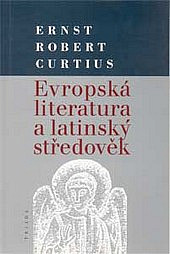 ERNST
ROBERT
CURTIUS
Evropská
literatura
a latinský
středověk
TRIÁDA